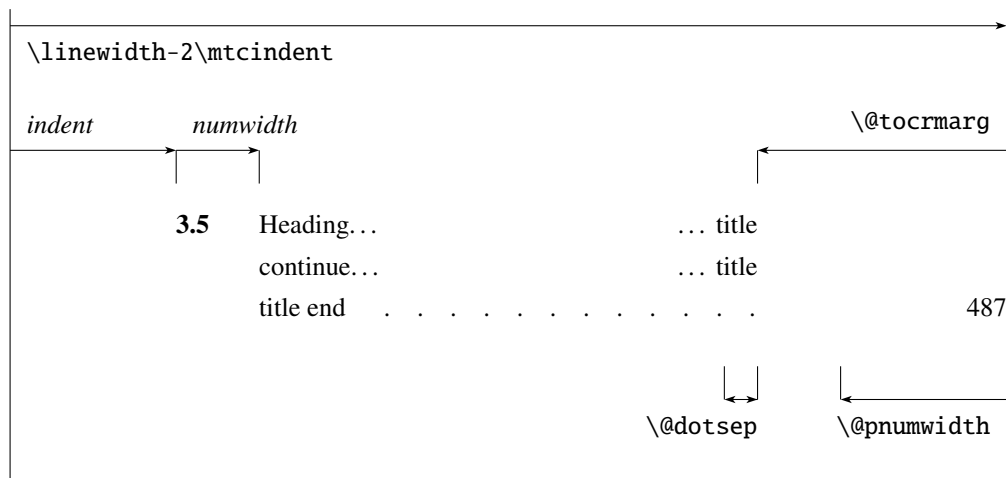 \linewidth-2\mtcindent
indent numwidth \@tocrmarg
3.5 Heading... ... title
continue... ... title
title end . . . . . . . . . . . . 487
\@dotsep \@pnumwidth